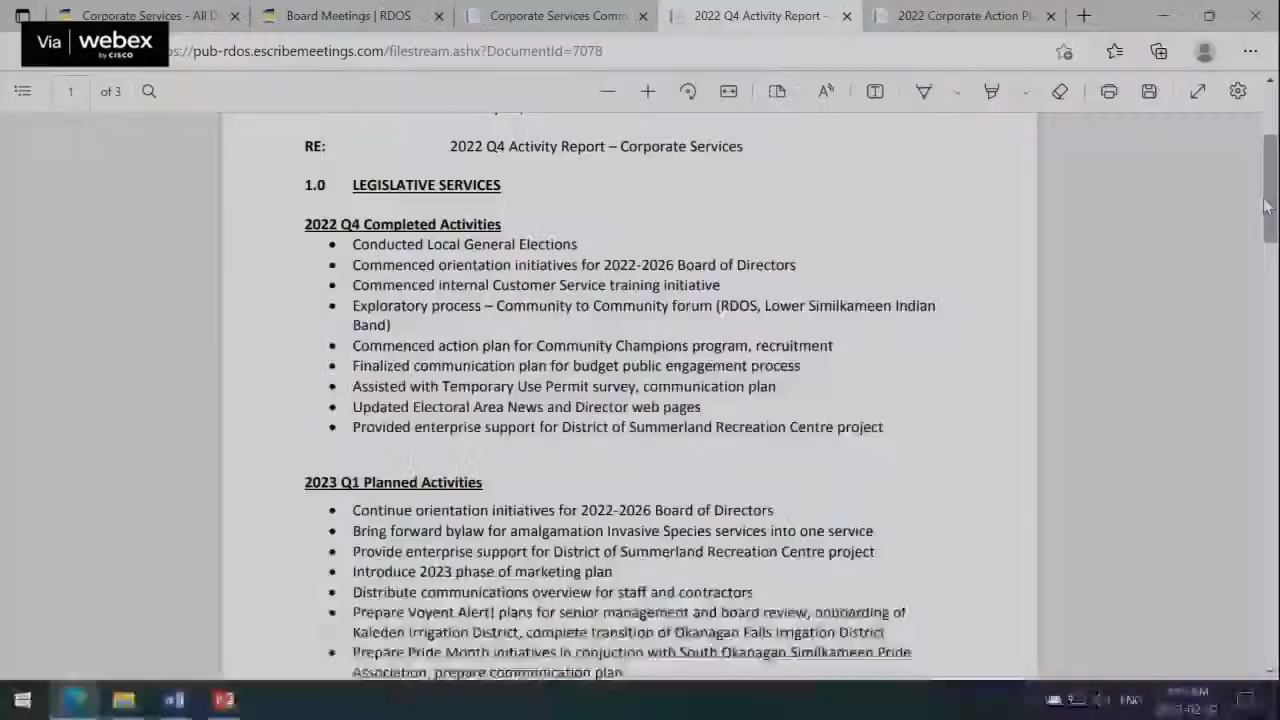 Corporate Services - All D
Board Meetings | RDOS
Corporate Services Comm
2022 Q4 Activity Report -
2022 Corporate Action Pl
Via | webex
by CISCO
s://pub-rdos.escribemeetings.com/filestream.ashx?DocumentId=7078
1 of 3
RE: 2022 Q4 Activity Report – Corporate Services
1.0 LEGISLATIVE SERVICES
2022 Q4 Completed Activities
• Conducted Local General Elections
• Commenced orientation initiatives for 2022-2026 Board of Directors
• Commenced internal Customer Service training initiative
• Exploratory process – Community to Community forum (RDOS, Lower Similkameen Indian
Band)
• Commenced action plan for Community Champions program, recruitment
• Finalized communication plan for budget public engagement process
• Assisted with Temporary Use Permit survey, communication plan
• Updated Electoral Area News and Director web pages
• Provided enterprise support for District of Summerland Recreation Centre project
2023 Q1 Planned Activities
• Continue orientation initiatives for 2022-2026 Board of Directors
• Bring forward bylaw for amalgamation Invasive Species services into one service
• Provide enterprise support for District of Summerland Recreation Centre project
• Introduce 2023 phase of marketing plan
• Distribute communications overview for staff and contractors
• Prepare Voyent Alert! plans for senior management and board review, onboarding of
Kaleden Irrigation District, complete transition of Okanagan Falls Irrigation District
• Prepare Pride Month initiatives in conjuction with South Okanagan Similkameen Pride
Association, prepare communication plan
ENG